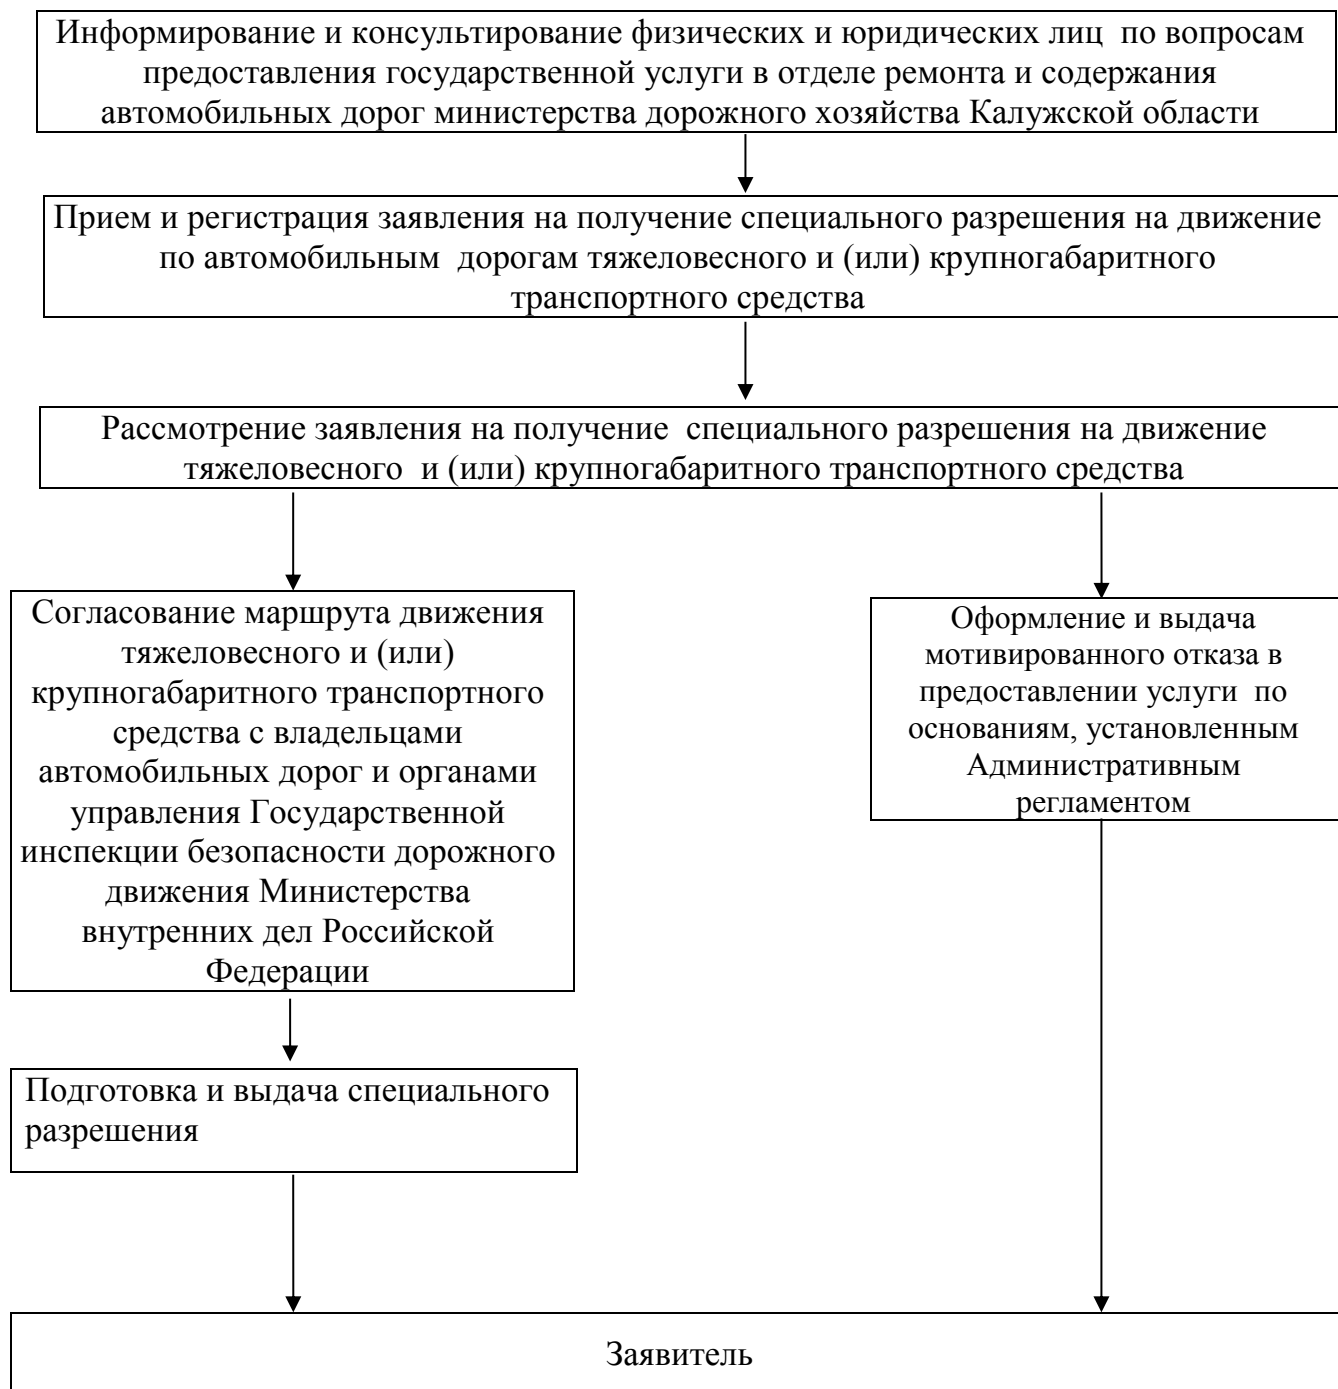 Информирование и консультирование физических и юридических лиц по вопросам
предоставления государственной услуги в отделе ремонта и содержания
автомобильных дорог министерства дорожного хозяйства Калужской области
Прием и регистрация заявления на получение специального разрешения на движение
по автомобильным дорогам тяжеловесного и (или) крупногабаритного
транспортного средства
Рассмотрение заявления на получение специального разрешения на движение
тяжеловесного и (или) крупногабаритного транспортного средства
Согласование маршрута движения
тяжеловесного и (или)
крупногабаритного транспортного
средства с владельцами
автомобильных дорог и органами
управления Государственной
инспекции безопасности дорожного
движения Министерства
внутренних дел Российской
Федерации
Оформление и выдача
мотивированного отказа в
предоставлении услуги по
основаниям, установленным
Административным
регламентом
Подготовка и выдача специального
разрешения
Заявитель